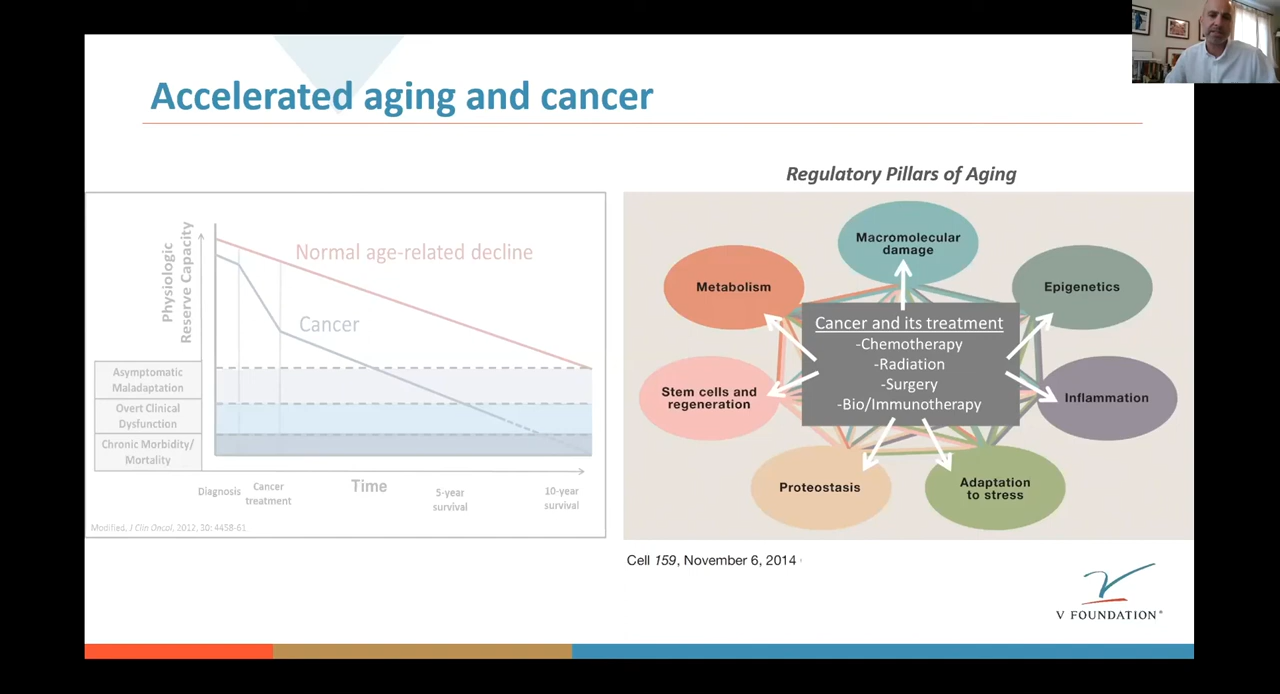 Accelerated aging and cancer
Physiologic
Reserve Capacity
Normal age-related decline
Cancer
Asymptomatic
Maladaptation
Overt Clinical
Dysfunction
Chronic Morbidity/
Mortality
Diagnosis
Cancer
treatment
Time
5-year
survival
10-year
survival
Modified, J Clin Oncol, 2012, 30: 4458-61
Regulatory Pillars of Aging
Macromolecular
damage
Metabolism
Epigenetics
Cancer and its treatment
-Chemotherapy
-Radiation
-Surgery
-Bio/Immunotherapy
Stem cells and
regeneration
Inflammation
Proteostasis
Adaptation
to stress
Cell 159, November 6, 2014
V FOUNDATION®